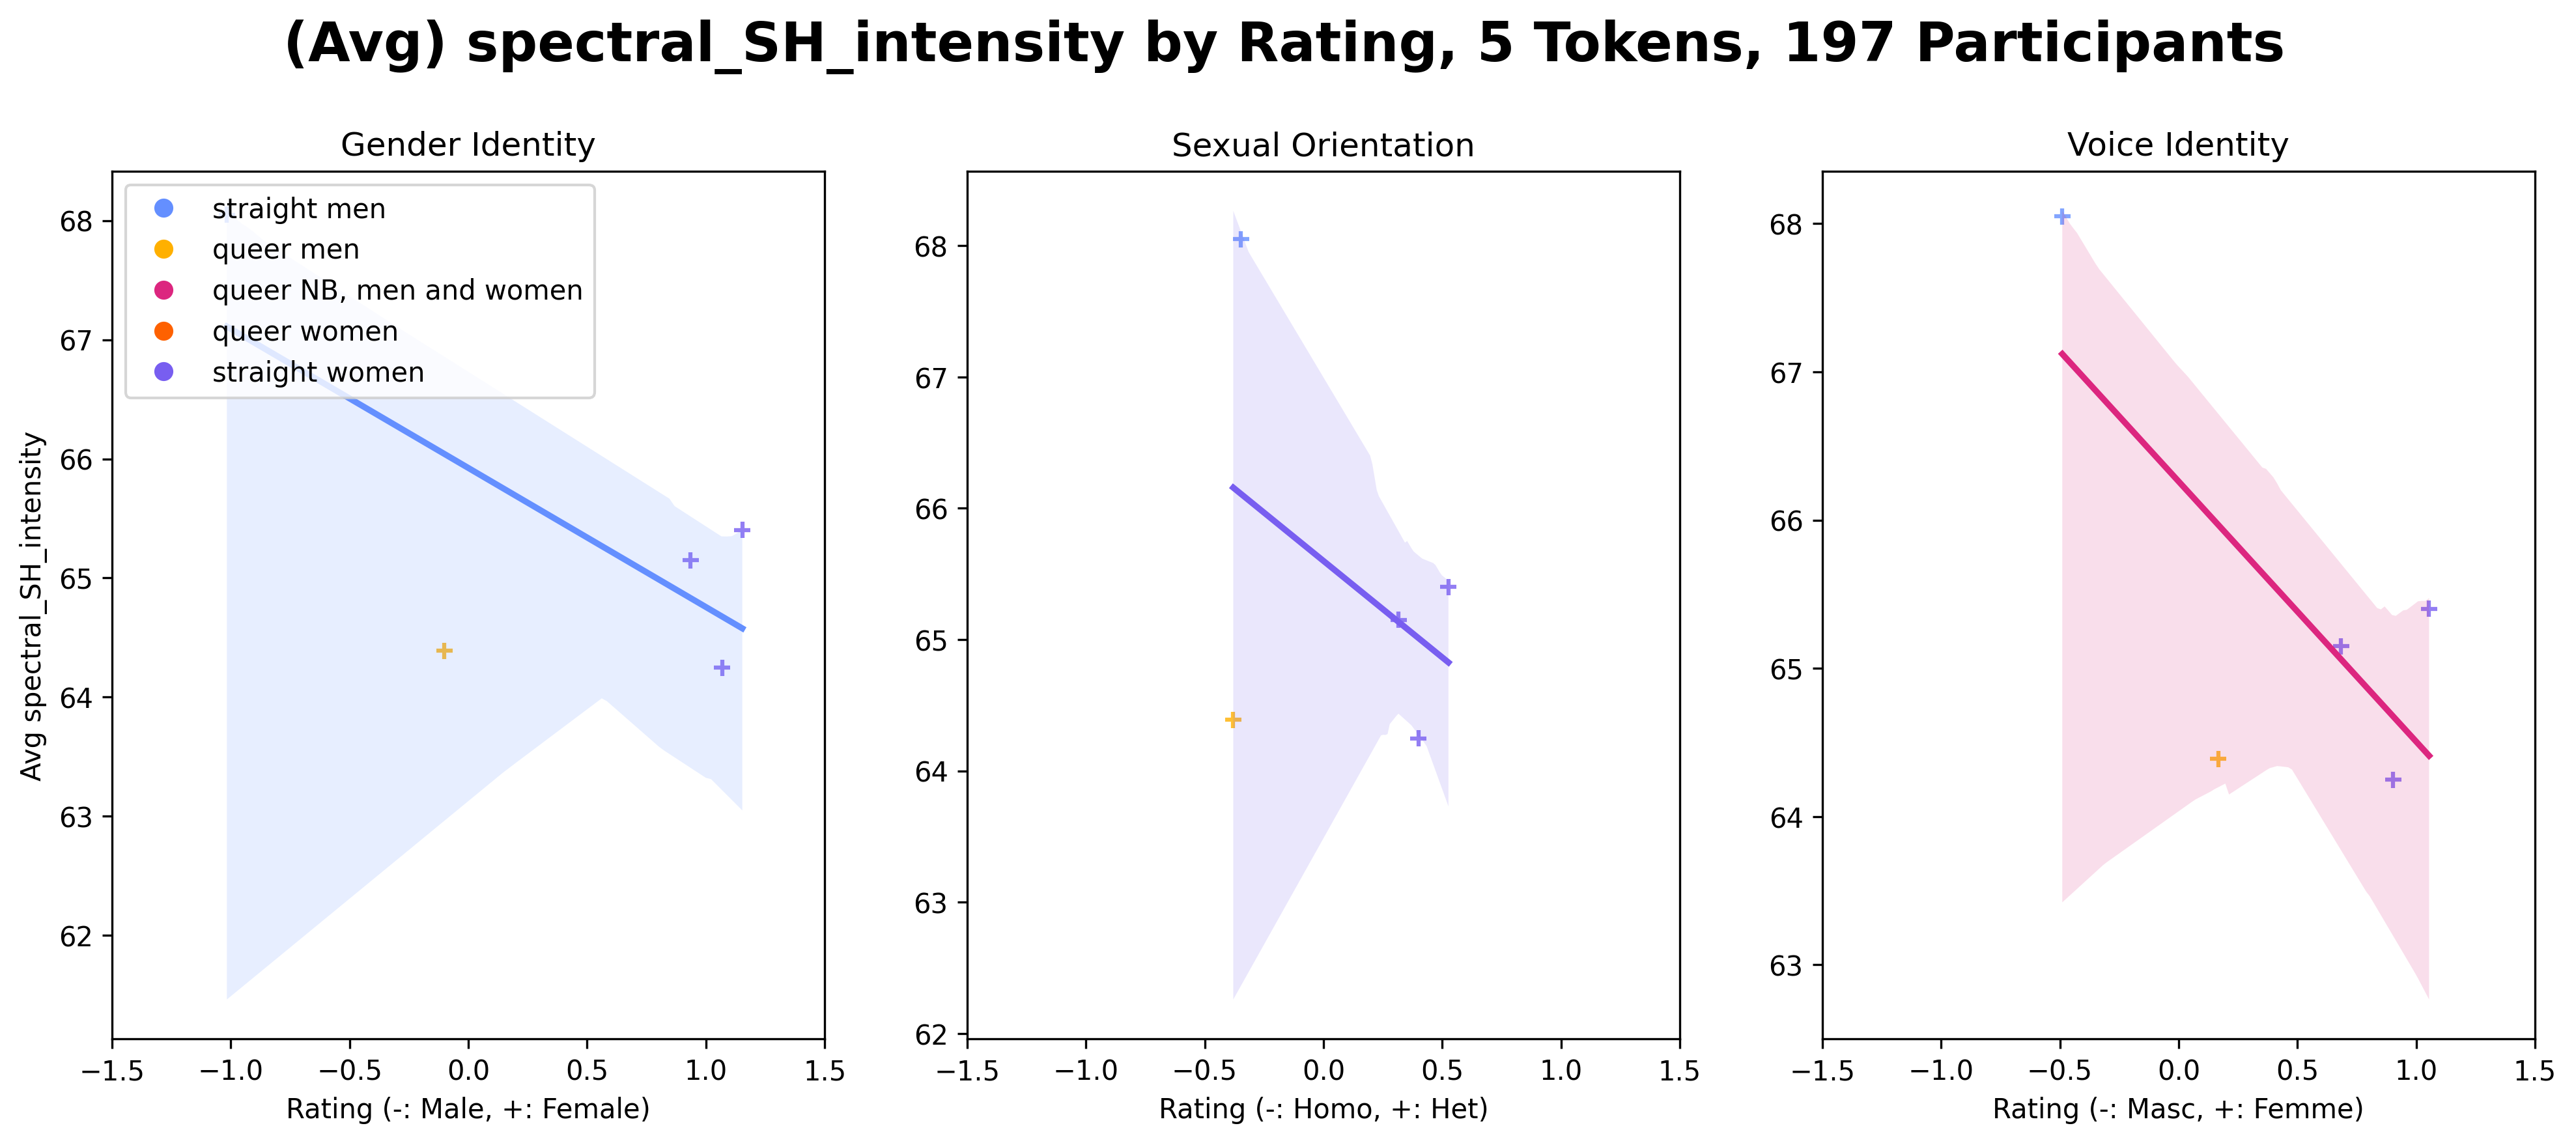 (Avg) spectral_SH_intensity by Rating, 5 Tokens, 197 Participants
Gender Identity
straight men
queer men
queer NB, men and women
queer women
straight women
68
67
66
65
64
63
62
Avg spectral_SH_intensity
−1.5 −1.0 −0.5 0.0 0.5 1.0 1.5
Rating (-: Male, +: Female)
Sexual Orientation
68
67
66
65
64
63
62
−1.5 −1.0 −0.5 0.0 0.5 1.0 1.5
Rating (-: Homo, +: Het)
Voice Identity
68
67
66
65
64
63
−1.5 −1.0 −0.5 0.0 0.5 1.0 1.5
Rating (-: Masc, +: Femme)